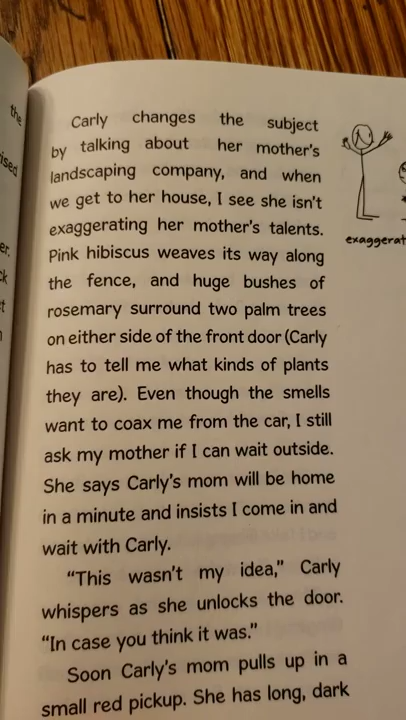 Carly changes the subject
by talking about her mother's
landscaping company, and when
we get to her house, I see she isn't
exaggerating her mother's talents.
Pink hibiscus weaves its way along
the fence, and huge bushes of
rosemary surround two palm trees
on either side of the front door (Carly
has to tell me what kinds of plants
they are). Even though the smells
want to coax me from the car, I still
ask my mother if I can wait outside.
She says Carly's mom will be home
in a minute and insists I come in and
wait with Carly.
"This wasn't my idea," Carly
whispers as she unlocks the door.
"In case you think it was."
Soon Carly's mom pulls up in a
small red pickup. She has long, dark
exaggerat
the